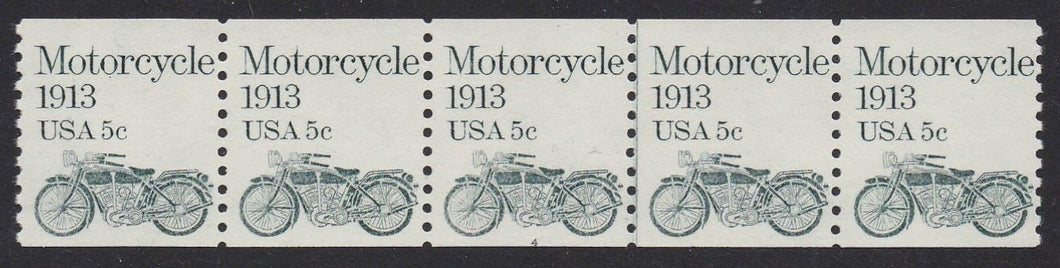 Motorcycle Motorcycle Motorcycle Motorcycle Motorcycle
1913 1913 1913 1913 1913
USA 5c USA 5c USA 5c USA 5c USA 5c
4